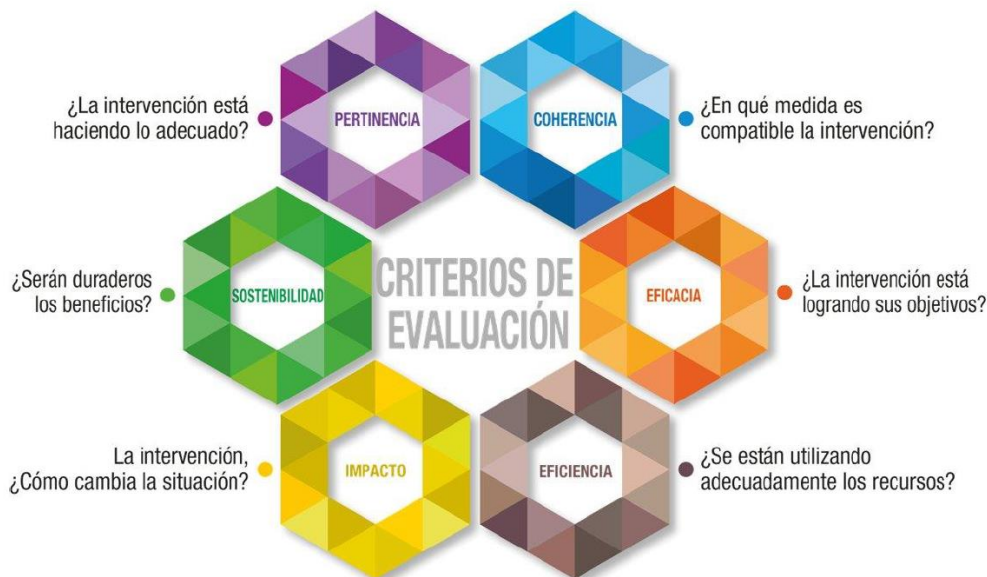 ¿La intervención está
haciendo lo adecuado?
PERTINENCIA
COHERENCIA
¿En qué medida es
compatible la intervención?
¿Serán duraderos
los beneficios?
SOSTENIBILIDAD
CRITERIOS DE
EVALUACIÓN
EFICACIA
¿La intervención está
logrando sus objetivos?
La intervención,
¿Cómo cambia la situación?
IMPACTO
EFICIENCIA
¿Se están utilizando
adecuadamente los recursos?